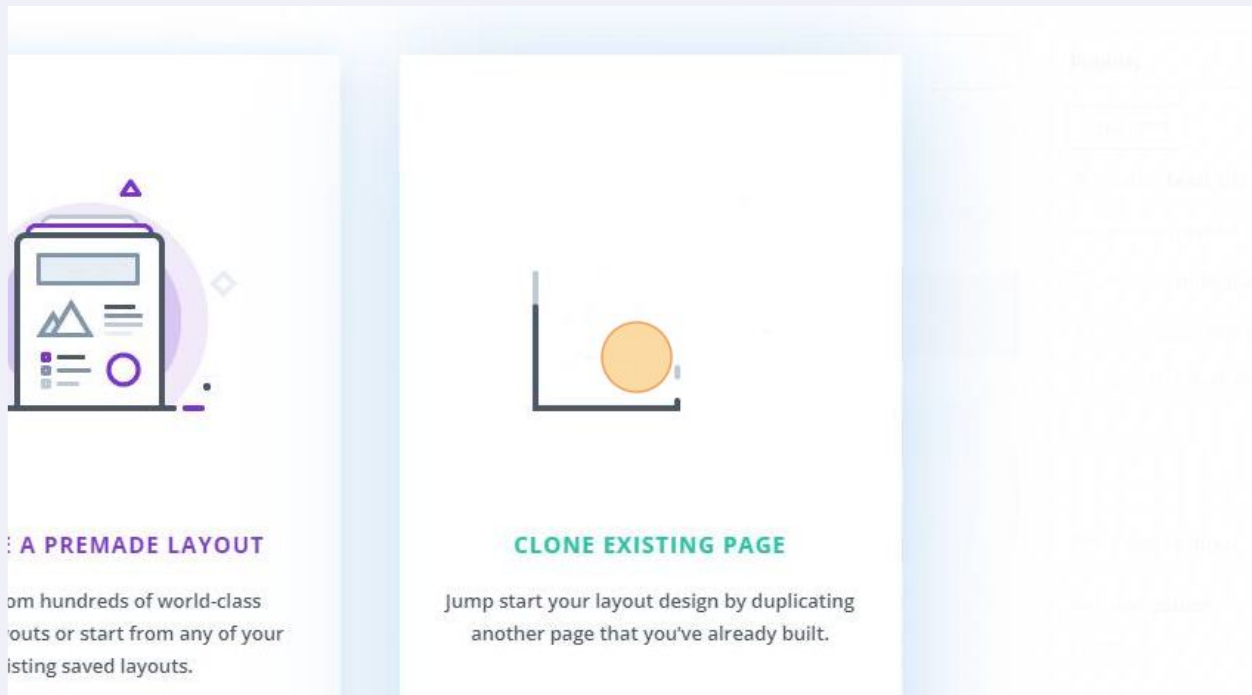 A PREMADE LAYOUT
om hundreds of world-class
outs or start from any of your
isting saved layouts.
CLONE EXISTING PAGE
Jump start your layout design by duplicating
another page that you've already built.